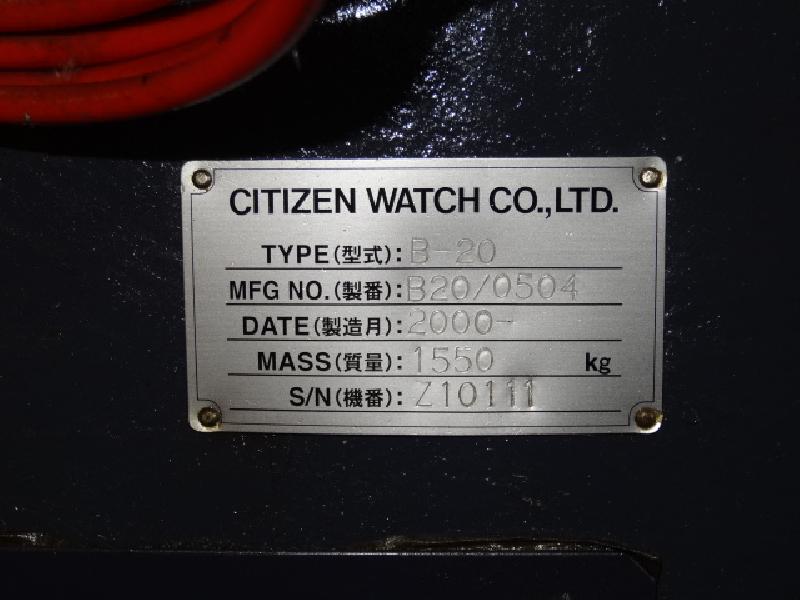 CITIZEN WATCH CO.,LTD.
TYPE(型式): B-20
MFG NO.(製番): B20/0504
DATE(製造月): 2000-
MASS(質量): 1550 kg
S/N(機番): Z10111